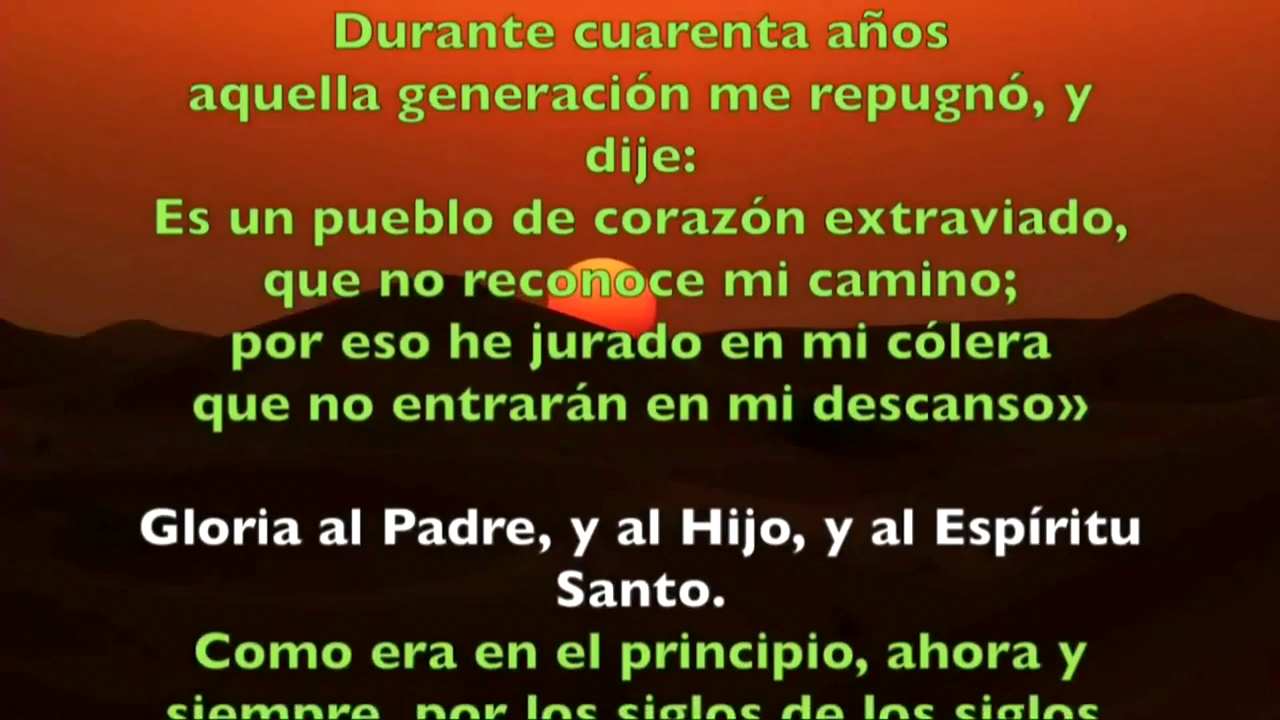 Durante cuarenta años
aquella generación me repugnó, y
dije:
Es un pueblo de corazón extraviado,
que no reconoce mi camino;
por eso he jurado en mi cólera
que no entrarán en mi descanso»
Gloria al Padre, y al Hijo, y al Espíritu
Santo.
Como era en el principio, ahora y
siempre, por los siglos de los siglos